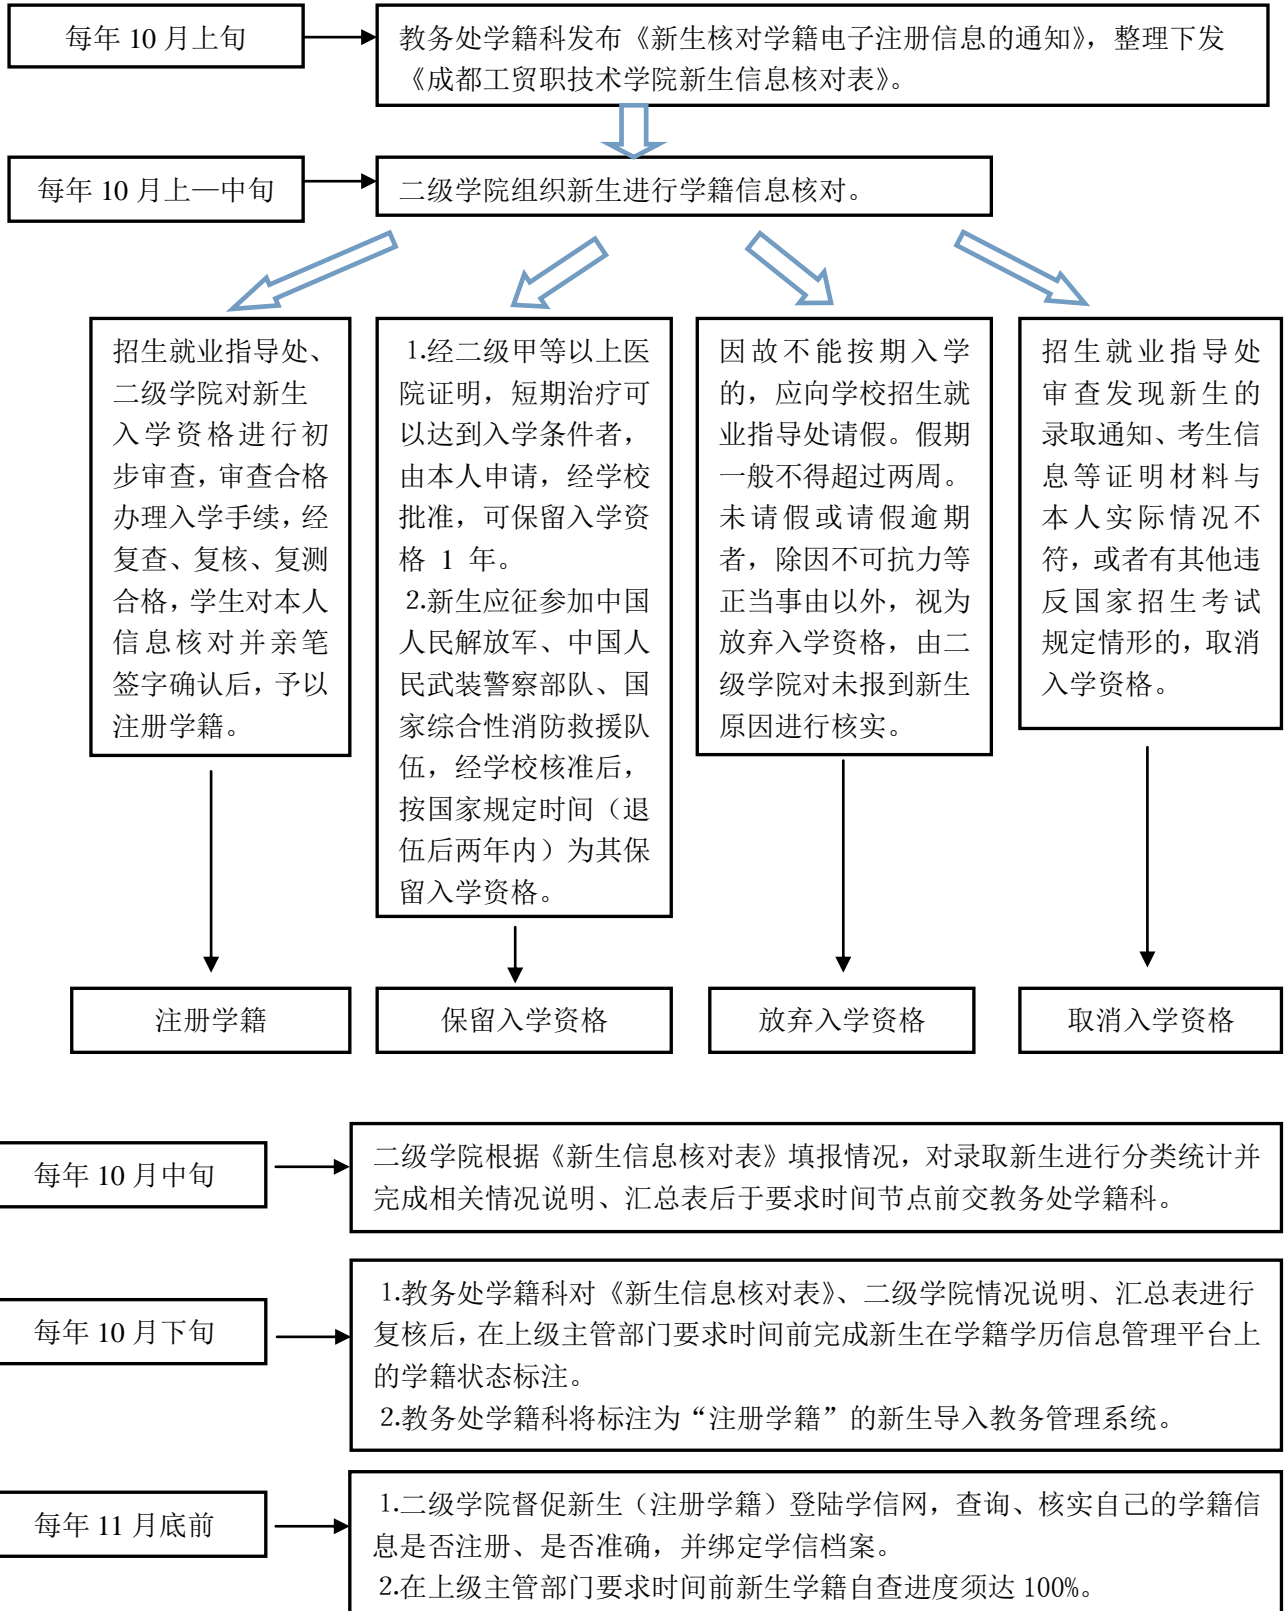 每年 10 月上旬
教务处学籍科发布《新生核对学籍电子注册信息的通知》，整理下发
《成都工贸职技术学院新生信息核对表》。
每年 10 月上—中旬
二级学院组织新生进行学籍信息核对。
招生就业指导处、
二级学院对新生
入学资格进行初
步审查，审查合格
办理入学手续，经
复查、复核、复测
合格，学生对本人
信息核对并亲笔
签字确认后，予以
注册学籍。
1.经二级甲等以上医
院证明，短期治疗可
以达到入学条件者，
由本人申请，经学校
批准，可保留入学资
格 1 年。
2.新生应征参加中国
人民解放军、中国人
民武装警察部队、国
家综合性消防救援队
伍，经学校核准后，
按国家规定时间（退
伍后两年内）为其保
留入学资格。
因故不能按期入学
的，应向学校招生就
业指导处请假。假期
一般不得超过两周。
未请假或请假逾期
者，除因不可抗力等
正当事由以外，视为
放弃入学资格，由二
级学院对未报到新生
原因进行核实。
招生就业指导处
审查发现新生的
录取通知、考生信
息等证明材料与
本人实际情况不
符，或者有其他违
反国家招生考试
规定情形的，取消
入学资格。
注册学籍
保留入学资格
放弃入学资格
取消入学资格
每年 10 月中旬
二级学院根据《新生信息核对表》填报情况，对录取新生进行分类统计并
完成相关情况说明、汇总表后于要求时间节点前交教务处学籍科。
每年 10 月下旬
1.教务处学籍科对《新生信息核对表》、二级学院情况说明、汇总表进行
复核后，在上级主管部门要求时间前完成新生在学籍学历信息管理平台上
的学籍状态标注。
2.教务处学籍科将标注为“注册学籍”的新生导入教务管理系统。
每年 11 月底前
1.二级学院督促新生（注册学籍）登陆学信网，查询、核实自己的学籍信
息是否注册、是否准确，并绑定学信档案。
2.在上级主管部门要求时间前新生学籍自查进度须达 100%。